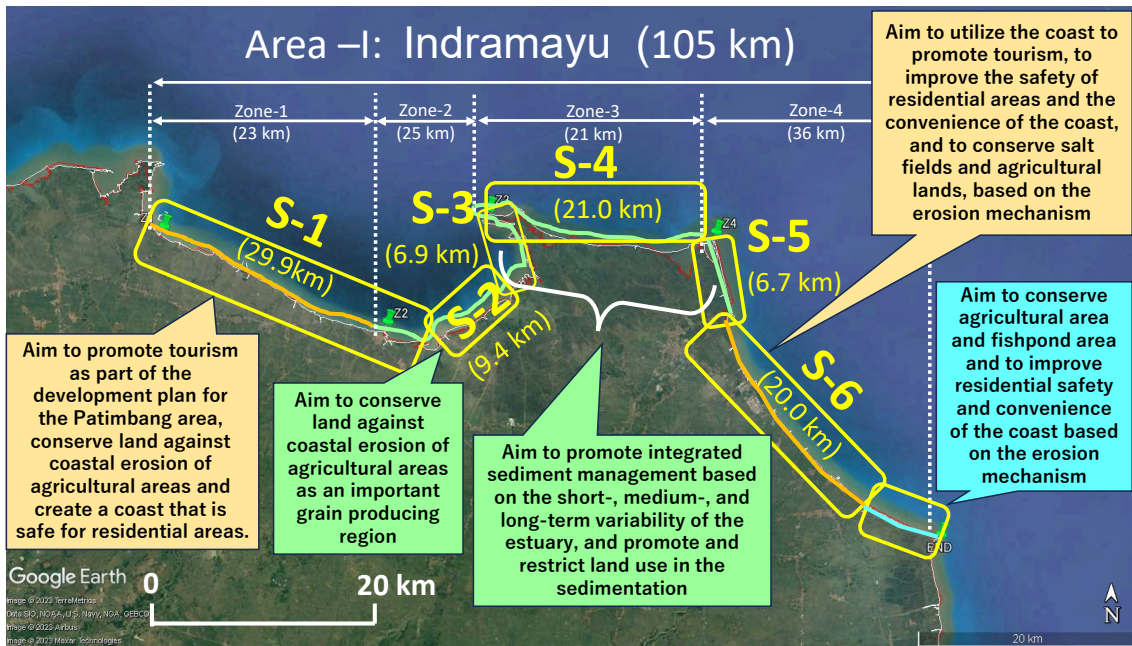 Area –I: Indramayu (105 km)
Zone-1
(23 km)
Zone-2
(25 km)
Zone-3
(21 km)
Zone-4
(36 km)
Aim to utilize the coast to
promote tourism, to
improve the safety of
residential areas and the
convenience of the coast,
and to conserve salt
fields and agricultural
lands, based on the
erosion mechanism
S-1
(29.9km)
S-2
(9.4 km)
S-3
(6.9 km)
S-4
(21.0 km)
S-5
(6.7 km)
S-6
(20.0 km)
Z2
Z4
END
Aim to promote tourism
as part of the
development plan for
the Patimbang area,
conserve land against
coastal erosion of
agricultural areas and
create a coast that is
safe for residential areas.
Aim to conserve
land against
coastal erosion of
agricultural areas
as an important
grain producing
region
Aim to promote integrated
sediment management based
on the short-, medium-, and
long-term variability of the
estuary, and promote and
restrict land use in the
sedimentation
Aim to conserve
agricultural area
and fishpond area
and to improve
residential safety
and convenience
of the coast based
on the erosion
mechanism
Google Earth
Image © 2023 TerraMetrics
Data SIO, NOAA, U.S. Navy, NGA, GEBCO
Image © 2023 Airbus
Image © 2023 Maxar Technologies
0
20 km
N
20 km